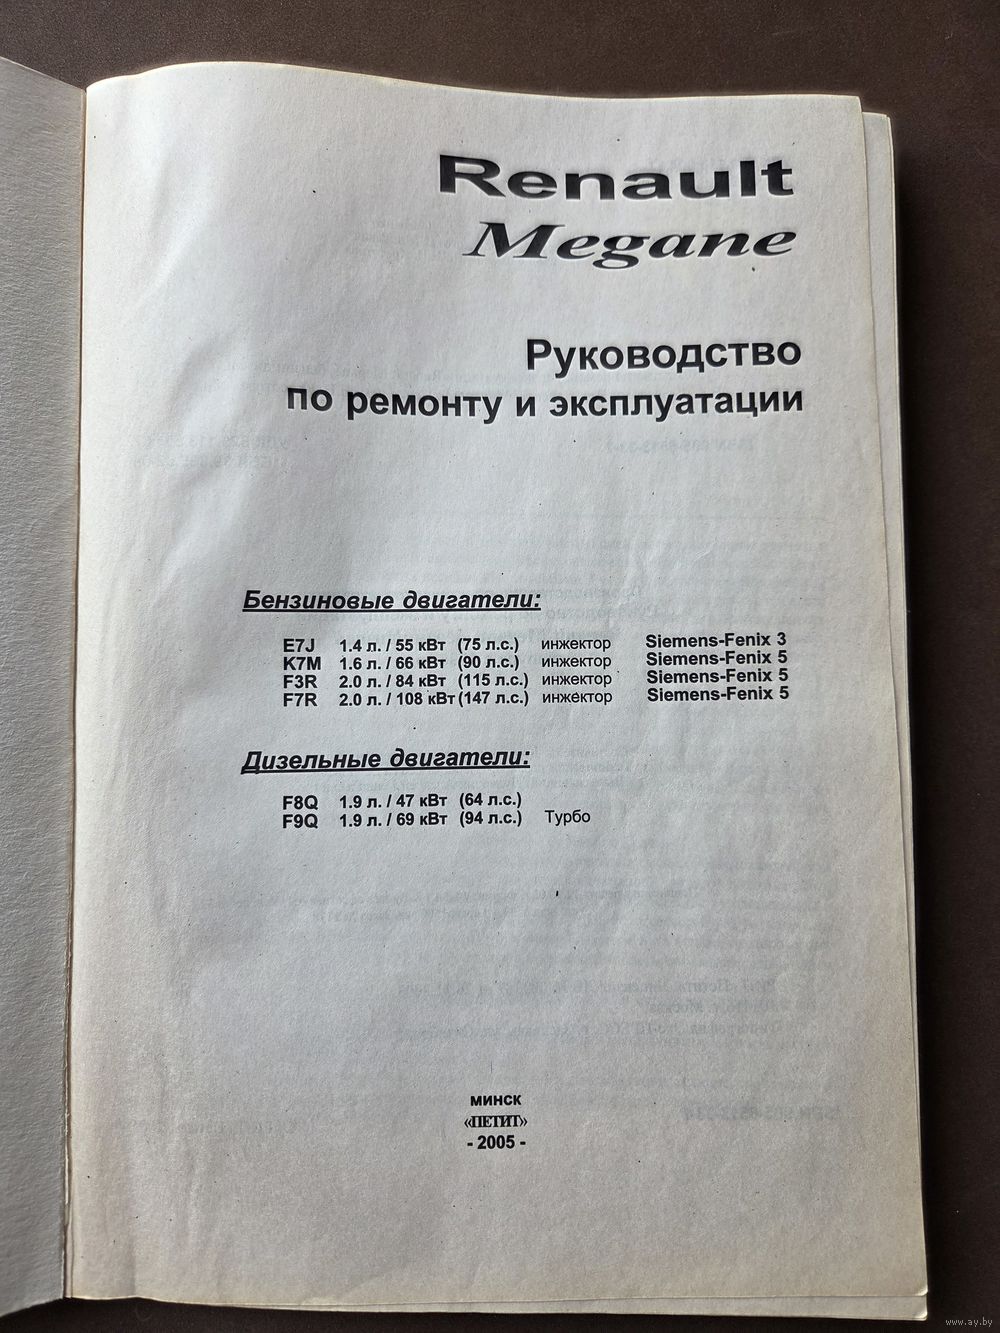 Renault
Megane
Руководство
по ремонту и эксплуатации
Бензиновые двигатели:
E7J 1.4 л. / 55 кВт (75 л.с.) инжектор Siemens-Fenix 3
K7M 1.6 л. / 66 кВт (90 л.с.) инжектор Siemens-Fenix 5
F3R 2.0 л. / 84 кВт (115 л.с.) инжектор Siemens-Fenix 5
F7R 2.0 л. / 108 кВт (147 л.с.) инжектор Siemens-Fenix 5
Дизельные двигатели:
F8Q 1.9 л. / 47 кВт (64 л.с.)
F9Q 1.9 л. / 69 кВт (94 л.с.) Турбо
МИНСК
«ПЕТИТ»
- 2005 -
www.ay.by